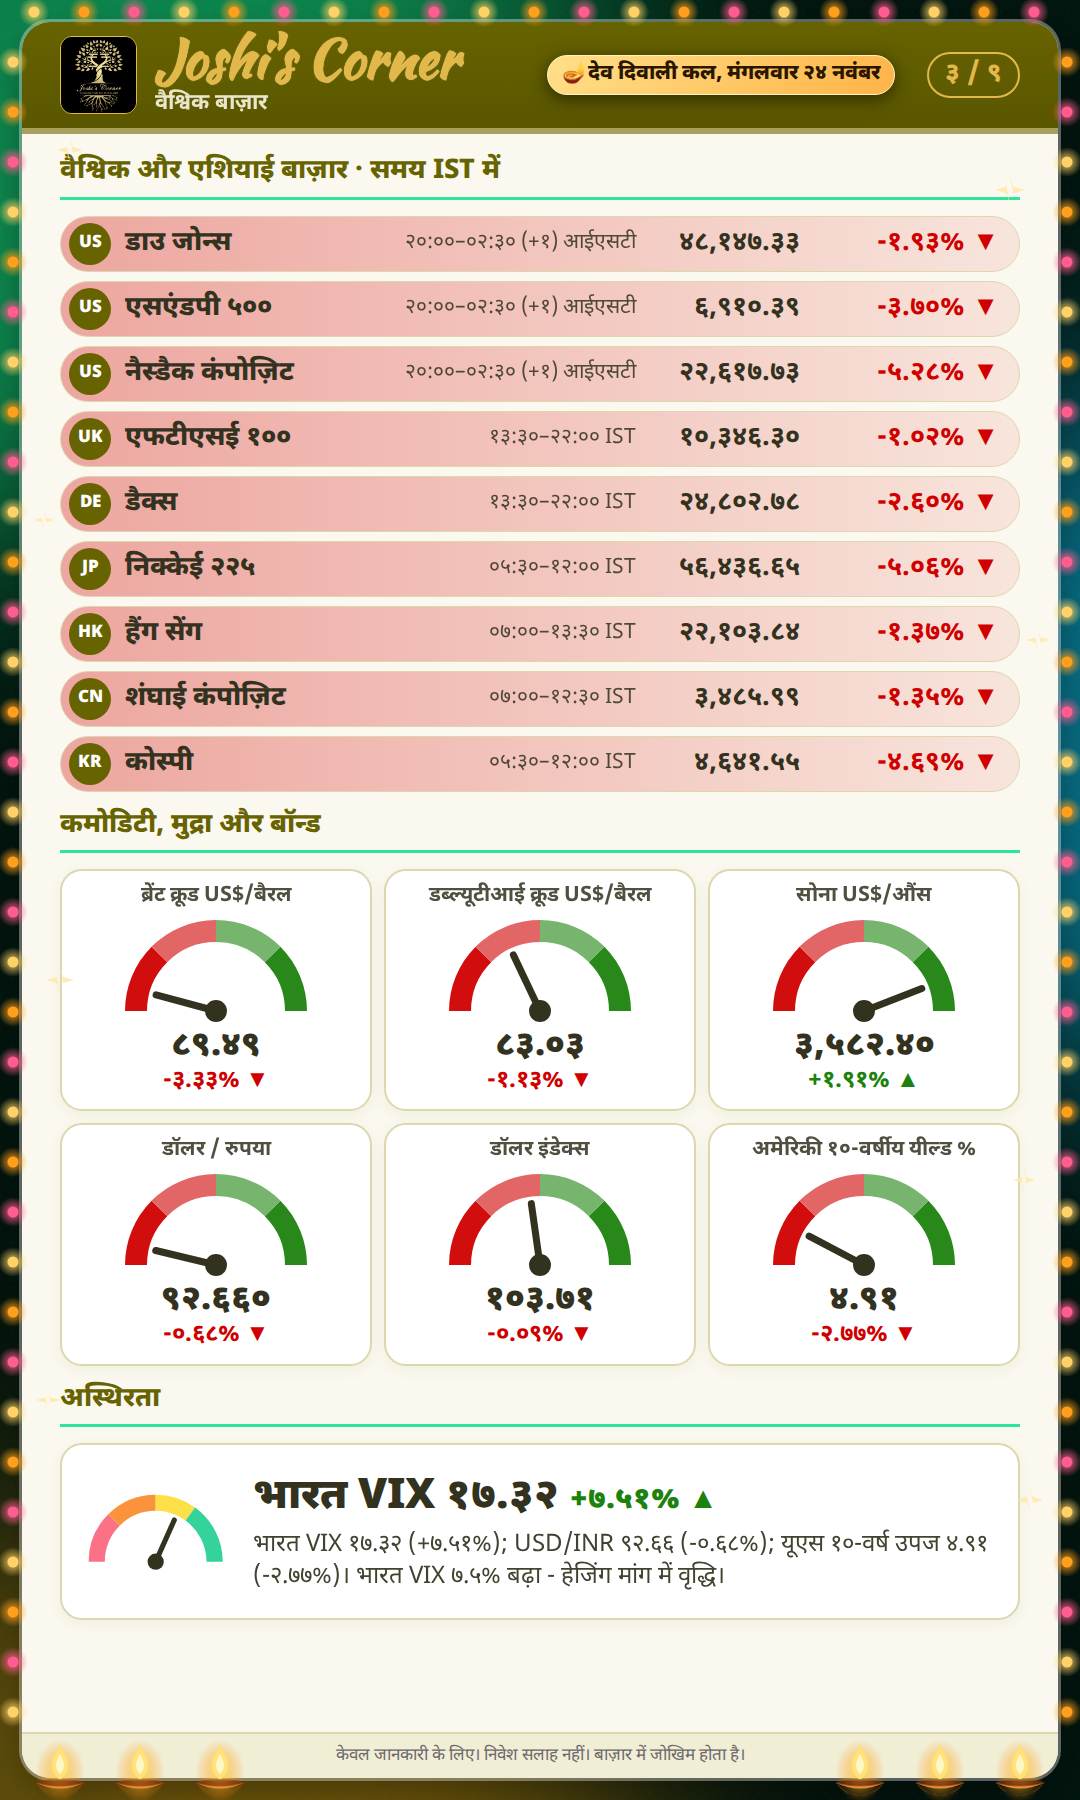 Joshi's Corner
वैश्विक बाज़ार
🪔देव दिवाली कल, मंगलवार २४ नवंबर
३ / ९
Joshi's Corner
वैश्विक और एशियाई बाज़ार · समय IST में
US डाउ जोन्स २०:००–०२:३० (+१) आईएसटी ४८,१४७.३३ -१.९३% ▼
US एसएंडपी ५०० २०:००–०२:३० (+१) आईएसटी ६,९१०.३९ -३.७०% ▼
US नैस्डैक कंपोज़िट २०:००–०२:३० (+१) आईएसटी २२,६१७.७३ -५.२८% ▼
UK एफटीएसई १०० १३:३०–२२:०० IST १०,३४६.३० -१.०२% ▼
DE डैक्स १३:३०–२२:०० IST २४,८०२.७८ -२.६०% ▼
JP निक्केई २२५ ०५:३०–१२:०० IST ५६,४३६.६५ -५.०६% ▼
HK हैंग सेंग ०७:००–१३:३० IST २२,१०३.८४ -१.३७% ▼
CN शंघाई कंपोज़िट ०७:००–१२:३० IST ३,४८५.९९ -१.३५% ▼
KR कोस्पी ०५:३०–१२:०० IST ४,६४१.५५ -४.६९% ▼
कमोडिटी, मुद्रा और बॉन्ड
ब्रेंट क्रूड US$/बैरल डब्ल्यूटीआई क्रूड US$/बैरल सोना US$/औंस
८९.४९ ८३.०३ ३,५८२.४०
-३.३३% ▼ -१.१३% ▼ +१.९१% ▲
डॉलर / रुपया डॉलर इंडेक्स अमेरिकी १०-वर्षीय यील्ड %
९२.६६० १०३.७१ ४.९१
-०.६८% ▼ -०.०९% ▼ -२.७७% ▼
अस्थिरता
भारत VIX १७.३२ +७.५१% ▲
भारत VIX १७.३२ (+७.५१%); USD/INR ९२.६६ (-०.६८%); यूएस १०-वर्ष उपज ४.९१
(-२.७७%)। भारत VIX ७.५% बढ़ा - हेजिंग मांग में वृद्धि।
केवल जानकारी के लिए। निवेश सलाह नहीं। बाज़ार में जोखिम होता है।